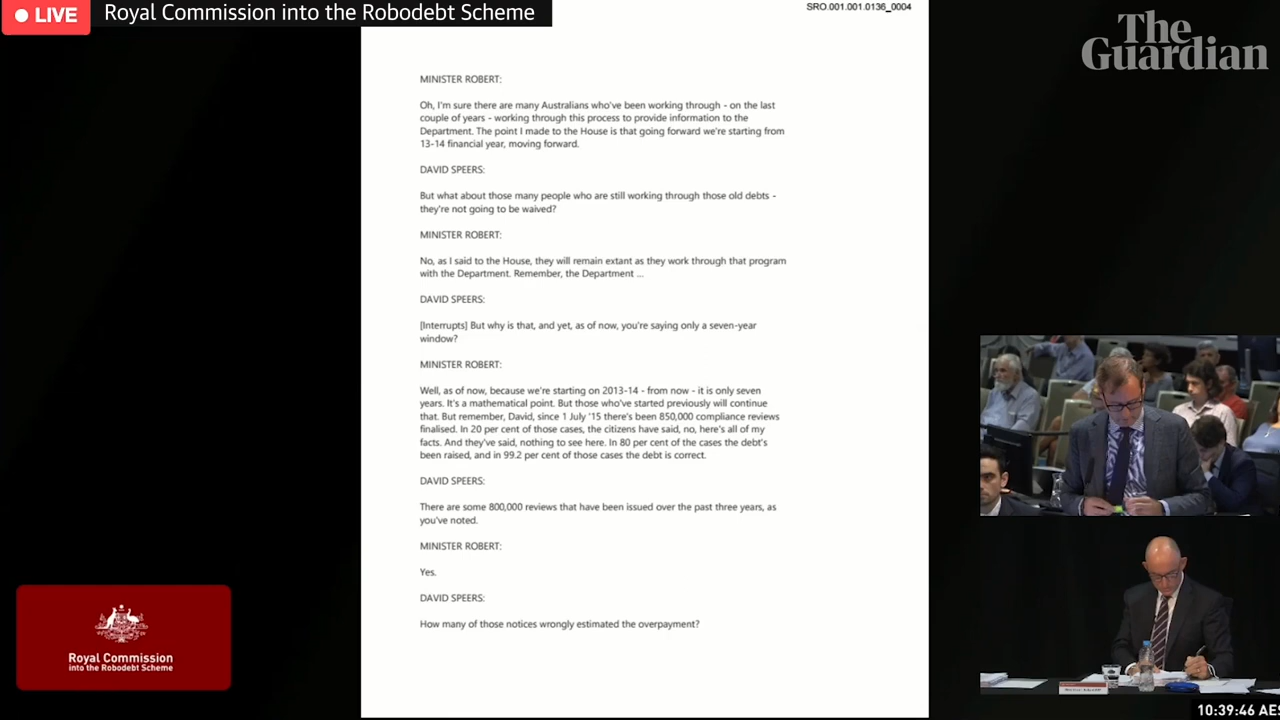 LIVE
Royal Commission into the Robodebt Scheme
SRO.001.001.0136_0004
The
Guardian
MINISTER ROBERT:
Oh, I'm sure there are many Australians who've been working through - on the last
couple of years - working through this process to provide information to the
Department. The point I made to the House is that going forward we're starting from
13-14 financial year, moving forward.
DAVID SPEERS:
But what about those many people who are still working through those old debts -
they're not going to be waived?
MINISTER ROBERT:
No, as I said to the House, they will remain extant as they work through that program
with the Department. Remember, the Department ...
DAVID SPEERS:
[Interrupts] But why is that, and yet, as of now, you're saying only a seven-year
window?
MINISTER ROBERT:
Well, as of now, because we're starting on 2013-14 - from now - it is only seven
years. It's a mathematical point. But those who've started previously will continue
that. But remember, David, since 1 July '15 there's been 850,000 compliance reviews
finalised. In 20 per cent of those cases, the citizens have said, no, here's all of my
facts. And they've said, nothing to see here. In 80 per cent of the cases the debt's
been raised, and in 99.2 per cent of those cases the debt is correct.
DAVID SPEERS:
There are some 800,000 reviews that have been issued over the past three years, as
you've noted.
MINISTER ROBERT:
Yes.
DAVID SPEERS:
How many of those notices wrongly estimated the overpayment?
Royal Commission
into the Robodebt Scheme
10:39:46 AES